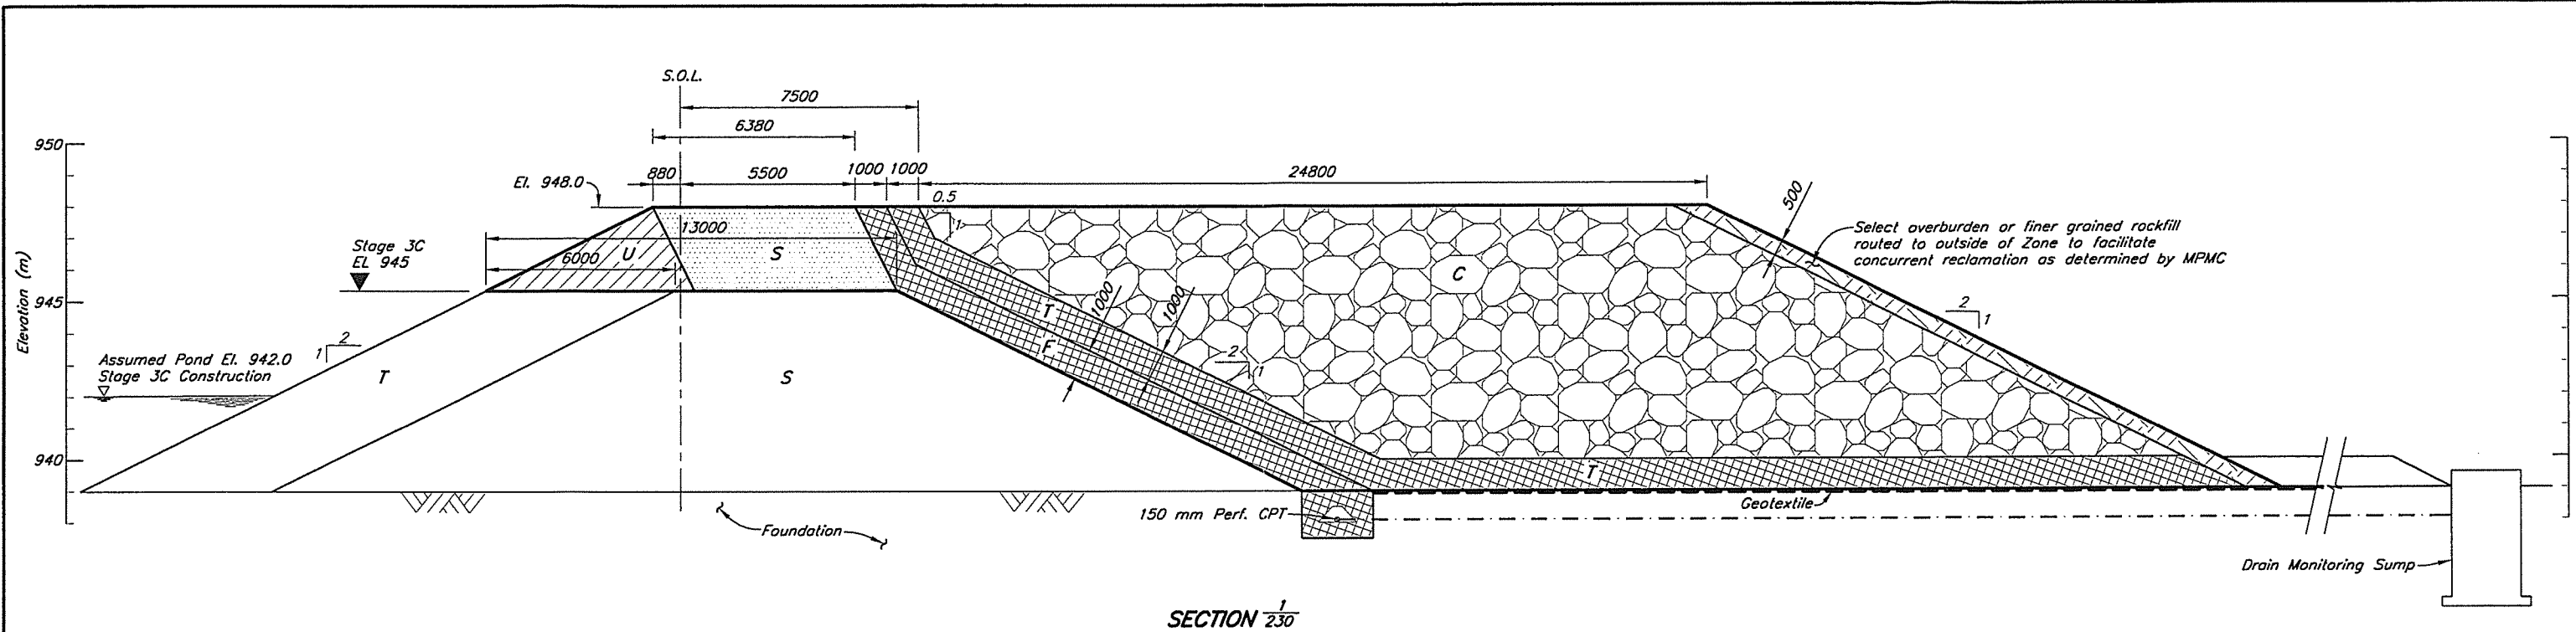 S.O.L.
7500
6380
950
El. 948.0
880
5500
1000
1000
24800
0.5
1
500
13000
Stage 3C
EL 945
6000
U
S
C
Select overburden or finer grained rockfill
routed to outside of Zone to facilitate
concurrent reclamation as determined by MPMC
Elevation (m)
945
2
1
1000
1000
T
F
2
1
2
1
Assumed Pond El. 942.0
Stage 3C Construction
T
S
940
T
Geotextile
150 mm Perf. CPT
Foundation
Drain Monitoring Sump
SECTION 1
230